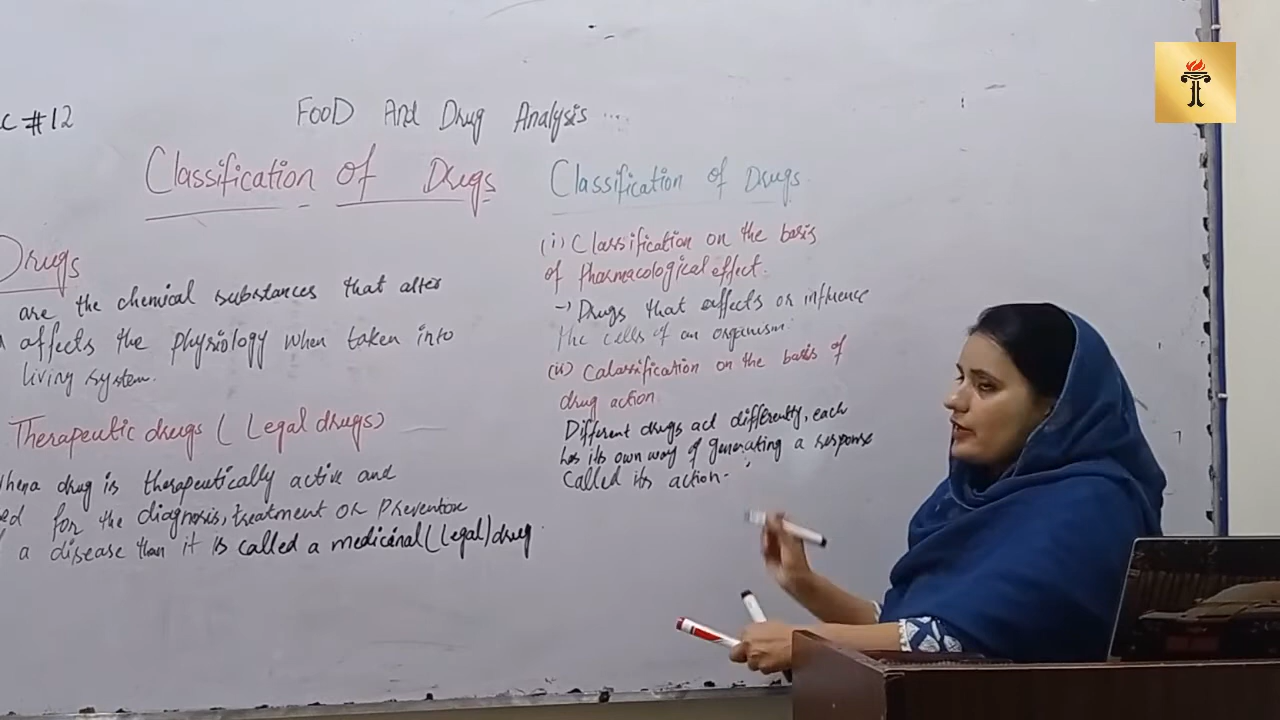 #12
FooD And Drug Analysis ....
Classification of Drugs
Drugs
are the chemical substances that alter
affects the physiology when taken into
living system.
Therapeutic drugs ( Legal drugs)
drug is therapeutically active and
for the diagnosis, treatment or Prevention
a disease than it is called a medicinal (Legal) drug.
Classification of Drugs.
(i) Classification on the basis
of Pharmacological effect.
→ Drugs that affects or influence
the cells of an organism.
(ii) Calassification on the basis of
drug action
Different drugs act differently, each
has its own way of generating a response
Called its action.